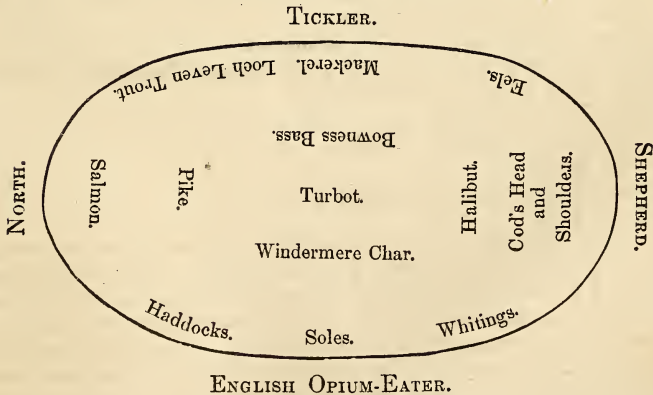 TICKLER.
Loch Leven Trout.
Mackerel.
Eels.
Bowness Bass.
NORTH.
Salmon.
Pike.
Turbot.
Halibut.
Cod's Head
and
Shoulders.
SHEPHERD.
Windermere Char.
Haddocks.
Soles.
Whitings.
ENGLISH OPIUM-EATER.